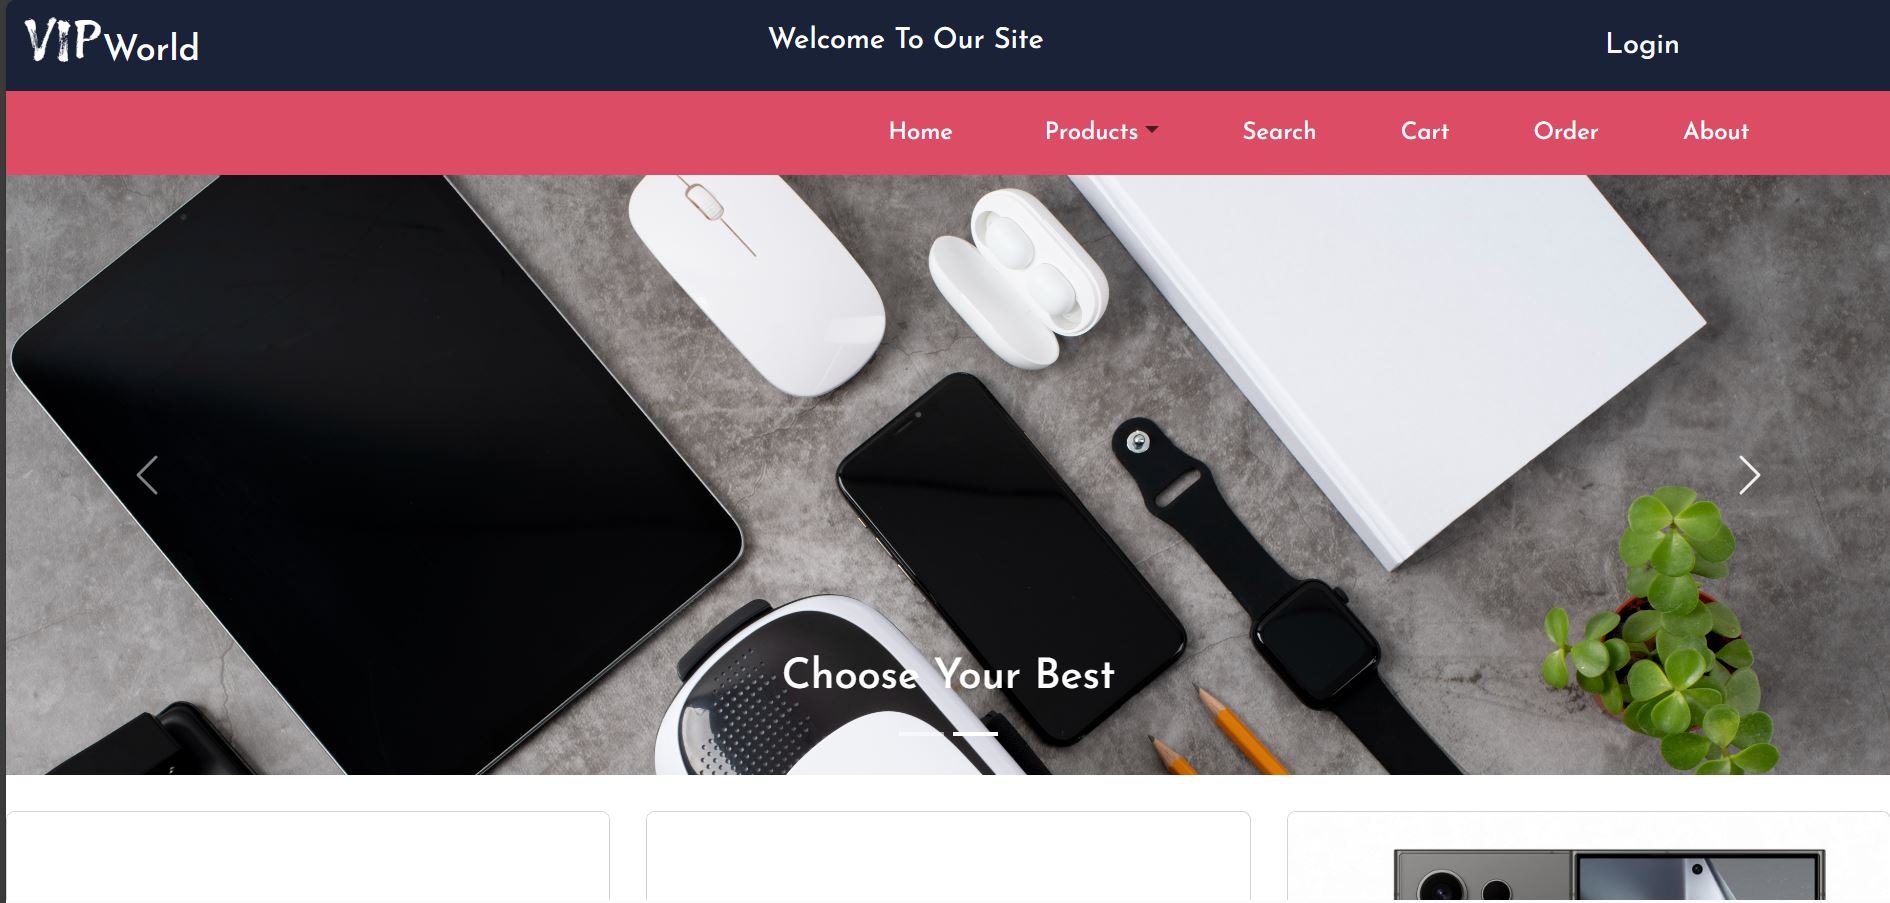 VIPWorld
Welcome To Our Site
Login
Home
Products
Search
Cart
Order
About
Choose Your Best